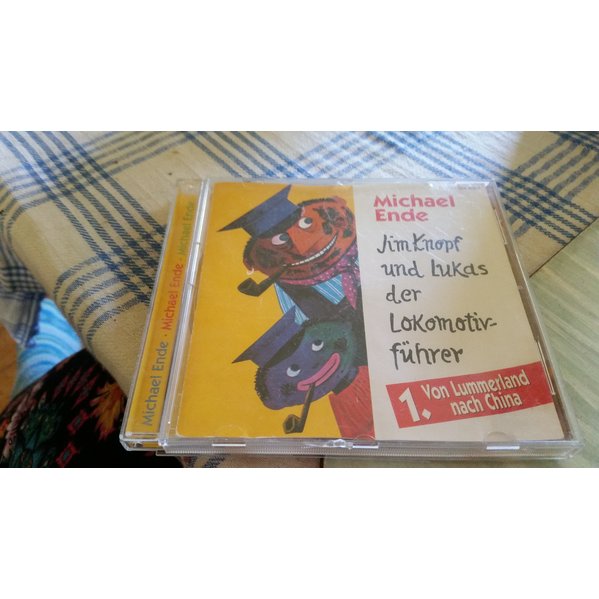 Michael
Ende
Jim Knopf
und Lukas
der
Lokomotiv-
führer
1. Von Lummerland
nach China
Michael Ende · Michael Ende · Michael Ende